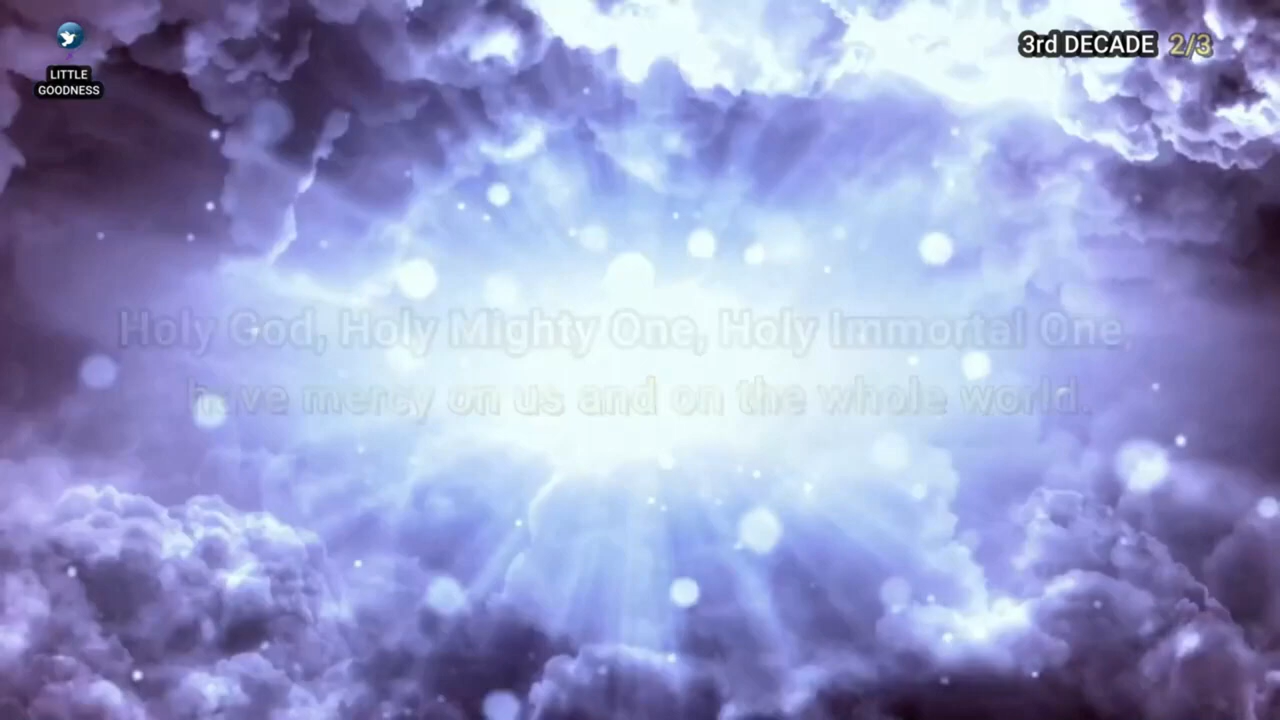 LITTLE
GOODNESS
3rd DECADE 2/3
Holy God, Holy Mighty One, Holy Immortal One,
have mercy on us and on the whole world.